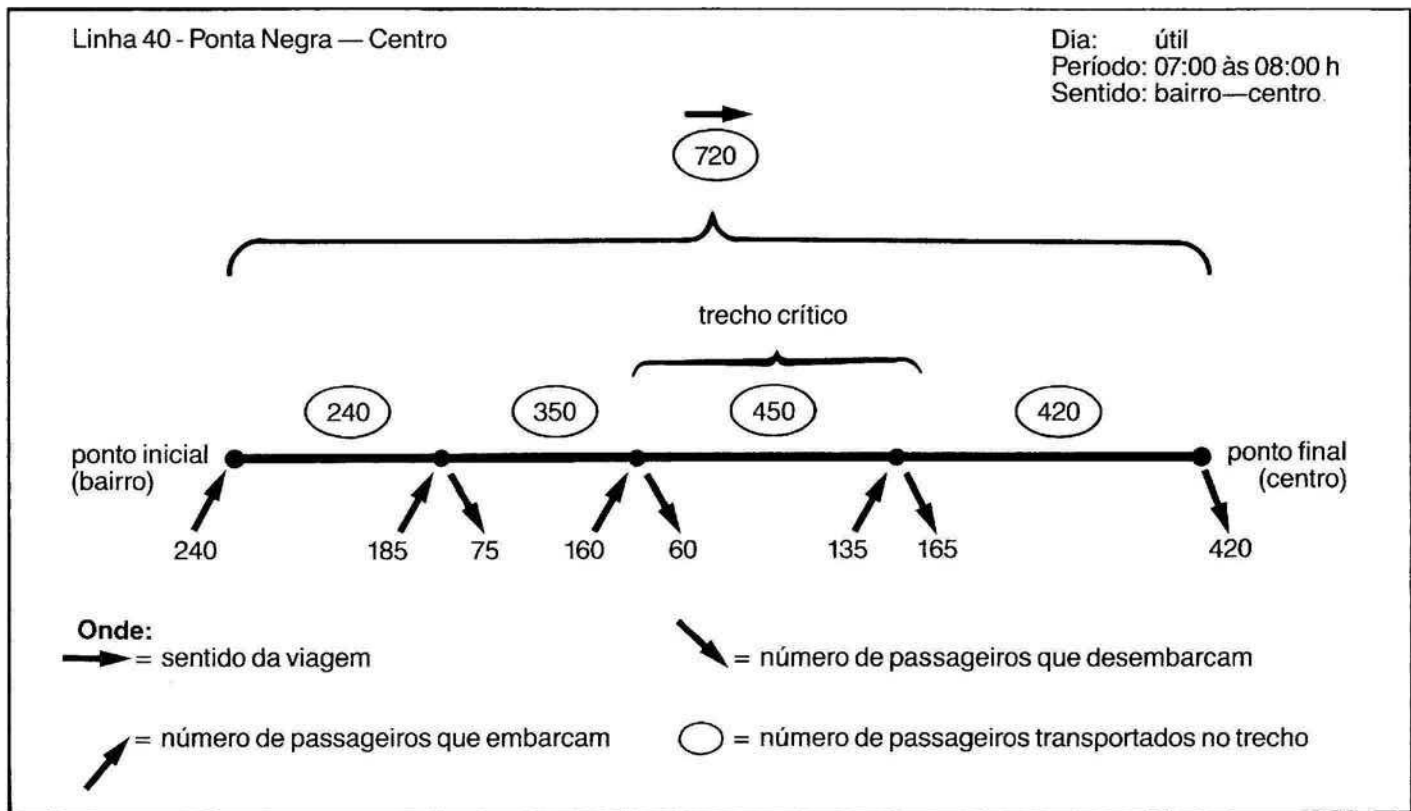 Linha 40 - Ponta Negra — Centro
Dia: útil
Período: 07:00 às 08:00 h
Sentido: bairro—centro
720
trecho crítico
240 350 450 420
ponto inicial
(bairro)
ponto final
(centro)
240 185 75 160 60 135 165 420
Onde:
= sentido da viagem
= número de passageiros que desembarcam
= número de passageiros que embarcam
= número de passageiros transportados no trecho